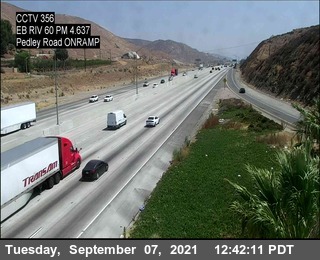 CCTV 356
EB RIV 60 PM 4.637
Pedley Road ONRAMP
TRANSAM
Tuesday, September 07, 2021 12:42:11 PDT